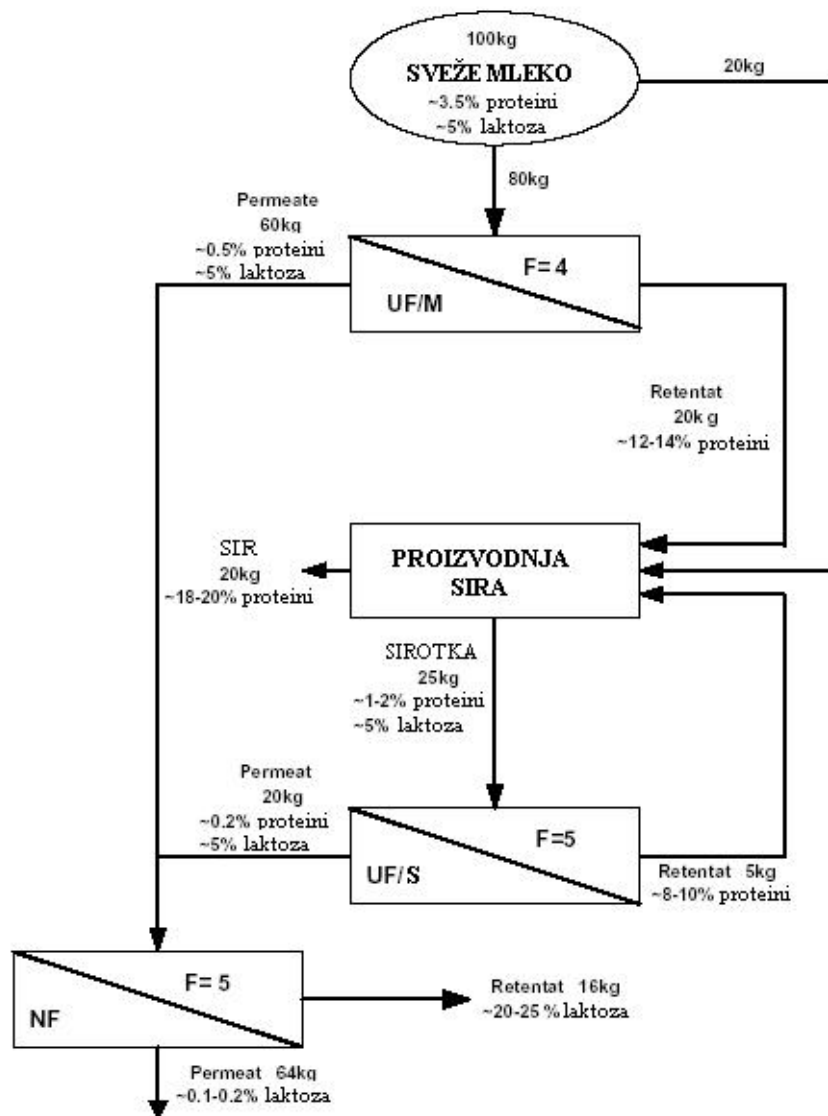 100kg
SVEŽE MLEKO
~3.5% proteini
~5% laktoza
20kg
80kg
Permeate
60kg
~0.5% proteini
~5% laktoza
F= 4
UF/M
Retentat
20k g
~12-14% proteini
SIR
20kg
~18-20% proteini
PROIZVODNJA
SIRA
SIROTKA
25kg
~1-2% proteini
~5% laktoza
Permeat
20kg
~0.2% proteini
~5% laktoza
F=5
UF/S
Retentat 5kg
~8-10% proteini
F= 5
NF
Retentat 16kg
~20-25 % laktoza
Permeat 64kg
~0.1-0.2% laktoza